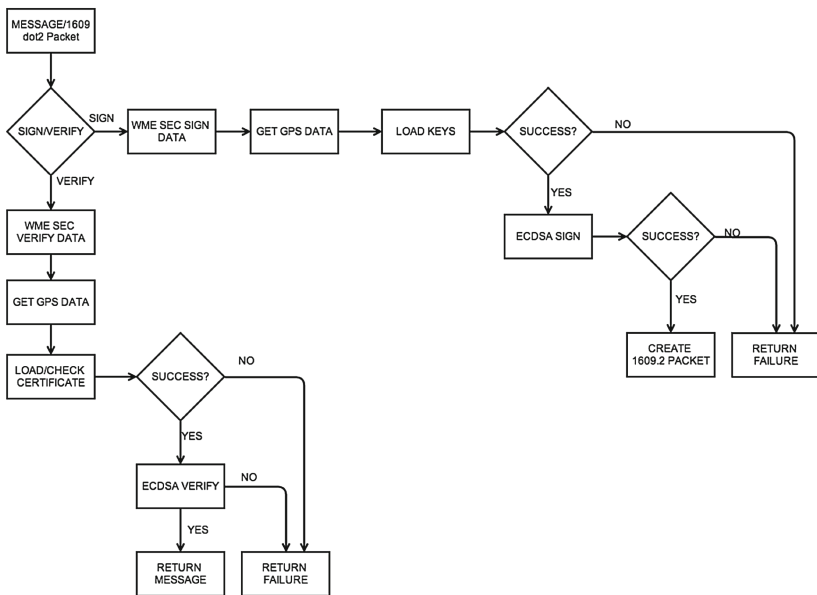 MESSAGE/1609
dot2 Packet
SIGN/VERIFY
SIGN
WME SEC SIGN
DATA
GET GPS DATA
LOAD KEYS
SUCCESS?
NO
YES
VERIFY
WME SEC
VERIFY DATA
ECDSA SIGN
SUCCESS?
NO
YES
GET GPS DATA
CREATE
1609.2 PACKET
RETURN
FAILURE
LOAD/CHECK
CERTIFICATE
SUCCESS?
NO
YES
ECDSA VERIFY
NO
YES
RETURN
MESSAGE
RETURN
FAILURE